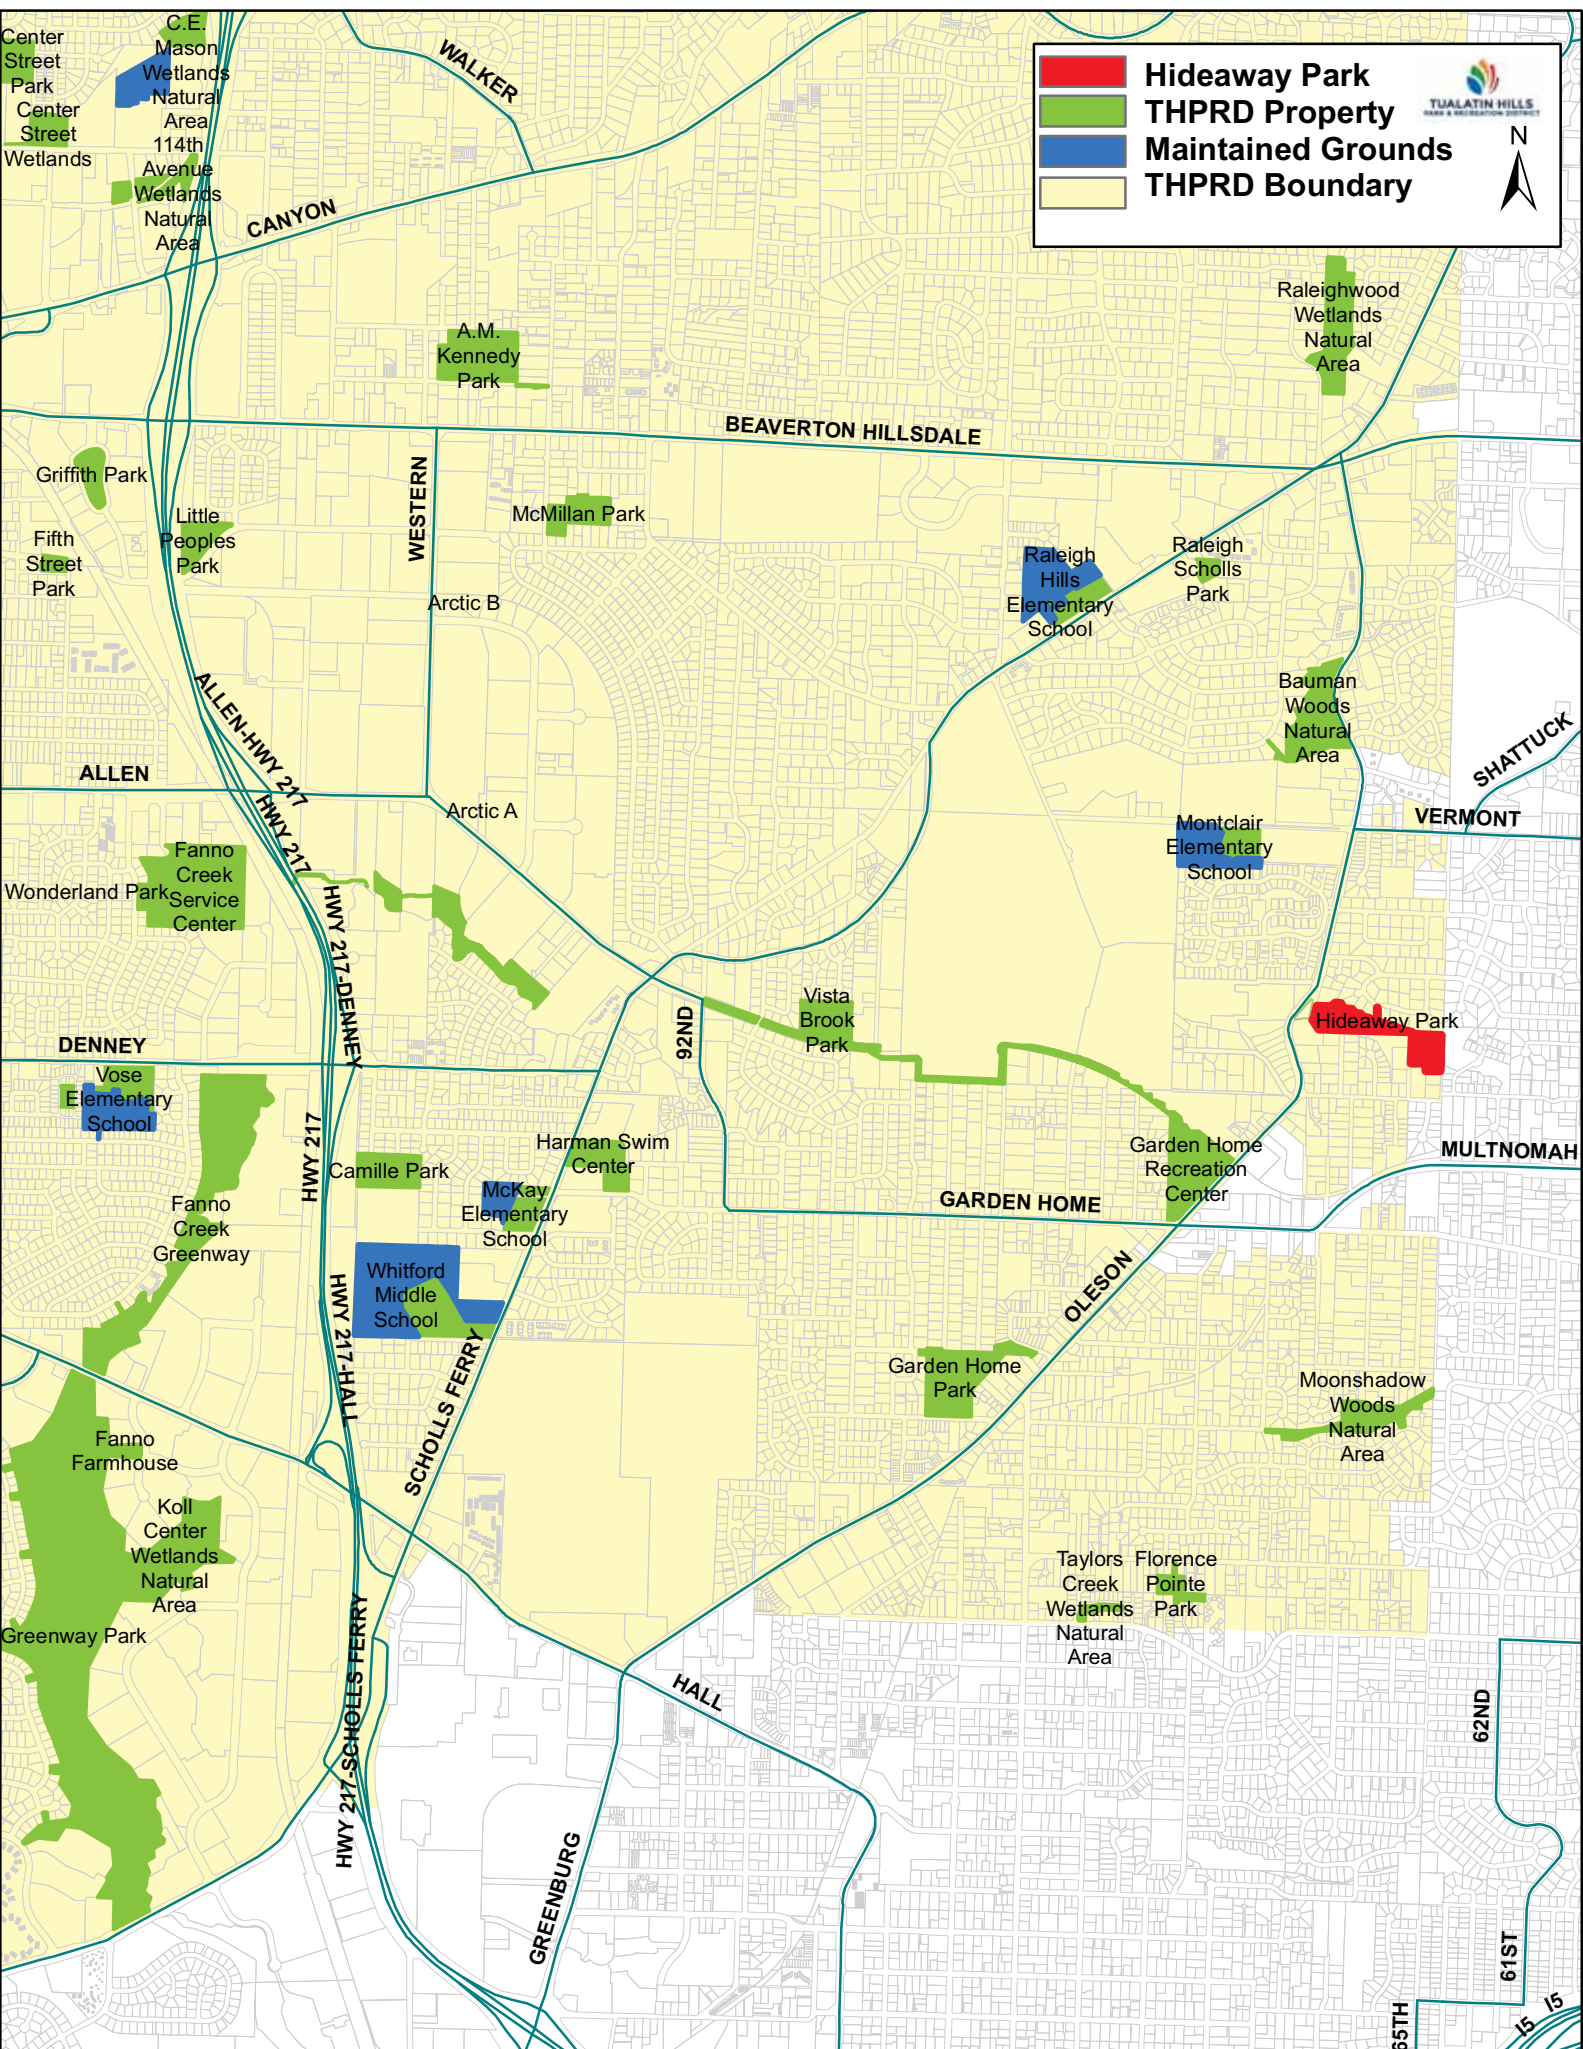 Hideaway Park
THPRD Property
Maintained Grounds
THPRD Boundary
TUALATIN HILLS
PARK & RECREATION DISTRICT
N
Center
Street
Park
Center
Street
Wetlands
C.E.
Mason
Wetlands
Natural
Area
114th
Avenue
Wetlands
Natural
Area
WALKER
CANYON
Raleighwood
Wetlands
Natural
Area
A.M.
Kennedy
Park
BEAVERTON HILLSDALE
Griffith Park
WESTERN
Little
Peoples
Park
McMillan Park
Fifth
Street
Park
Raleigh
Hills
Elementary
School
Raleigh
Scholls
Park
Arctic B
ALLEN-HWY 217
Bauman
Woods
Natural
Area
SHATTUCK
ALLEN
HWY 217
Arctic A
VERMONT
Montclair
Elementary
School
Fanno
Creek
Service
Center
Wonderland Park
HWY 217-DENNEY
Vista
Brook
Park
92ND
Hideaway Park
DENNEY
Vose
Elementary
School
HWY 217
Camille Park
Harman Swim
Center
Garden Home
Recreation
Center
MULTNOMAH
McKay
Elementary
School
GARDEN HOME
Fanno
Creek
Greenway
Whitford
Middle
School
HWY 217-HALL
OLESON
SCHOLLS FERRY
Garden Home
Park
Moonshadow
Woods
Natural
Area
Fanno
Farmhouse
Koll
Center
Wetlands
Natural
Area
Taylors
Creek
Wetlands
Natural
Area
Florence
Pointe
Park
Greenway Park
HWY 217-SCHOLLS FERRY
HALL
62ND
GREENBURG
61ST
65TH
I5
I5